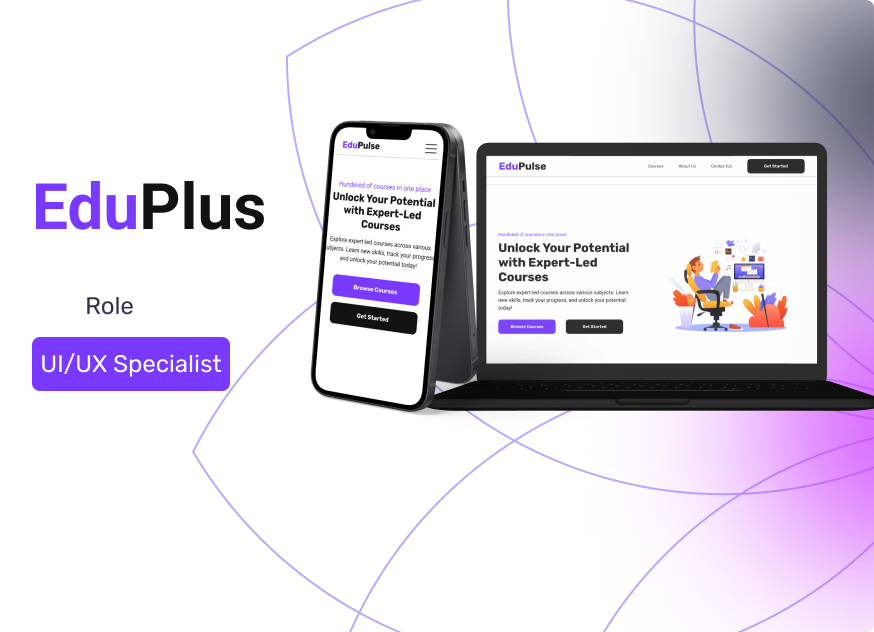 EduPlus
Role
UI/UX Specialist
EduPulse
Hundered of courses in one place
Unlock Your Potential
with Expert-Led
Courses
Explore expert-led courses across various
subjects. Learn new skills, track your progress,
and unlock your potential today!
Browse Courses
Get Started
EduPulse
Courses
About Us
Contact Us
Get Started
Hundered of courses in one place
Unlock Your Potential
with Expert-Led
Courses
Explore expert-led courses across various subjects. Learn
new skills, track your progress, and unlock your potential
today!
Browse Courses
Get Started